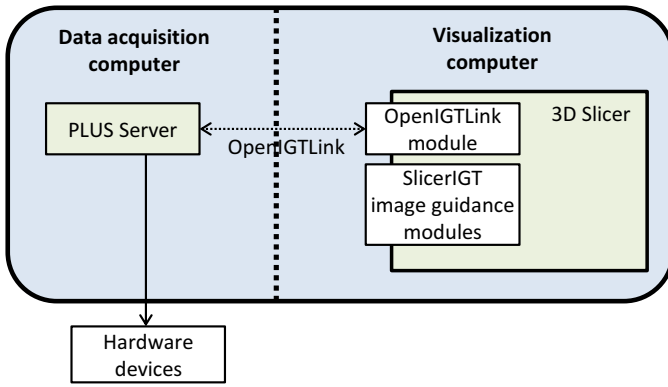 Data acquisition
computer
Visualization
computer
PLUS Server
OpenIGTLink
OpenIGTLink
module
3D Slicer
SlicerIGT
image guidance
modules
Hardware
devices